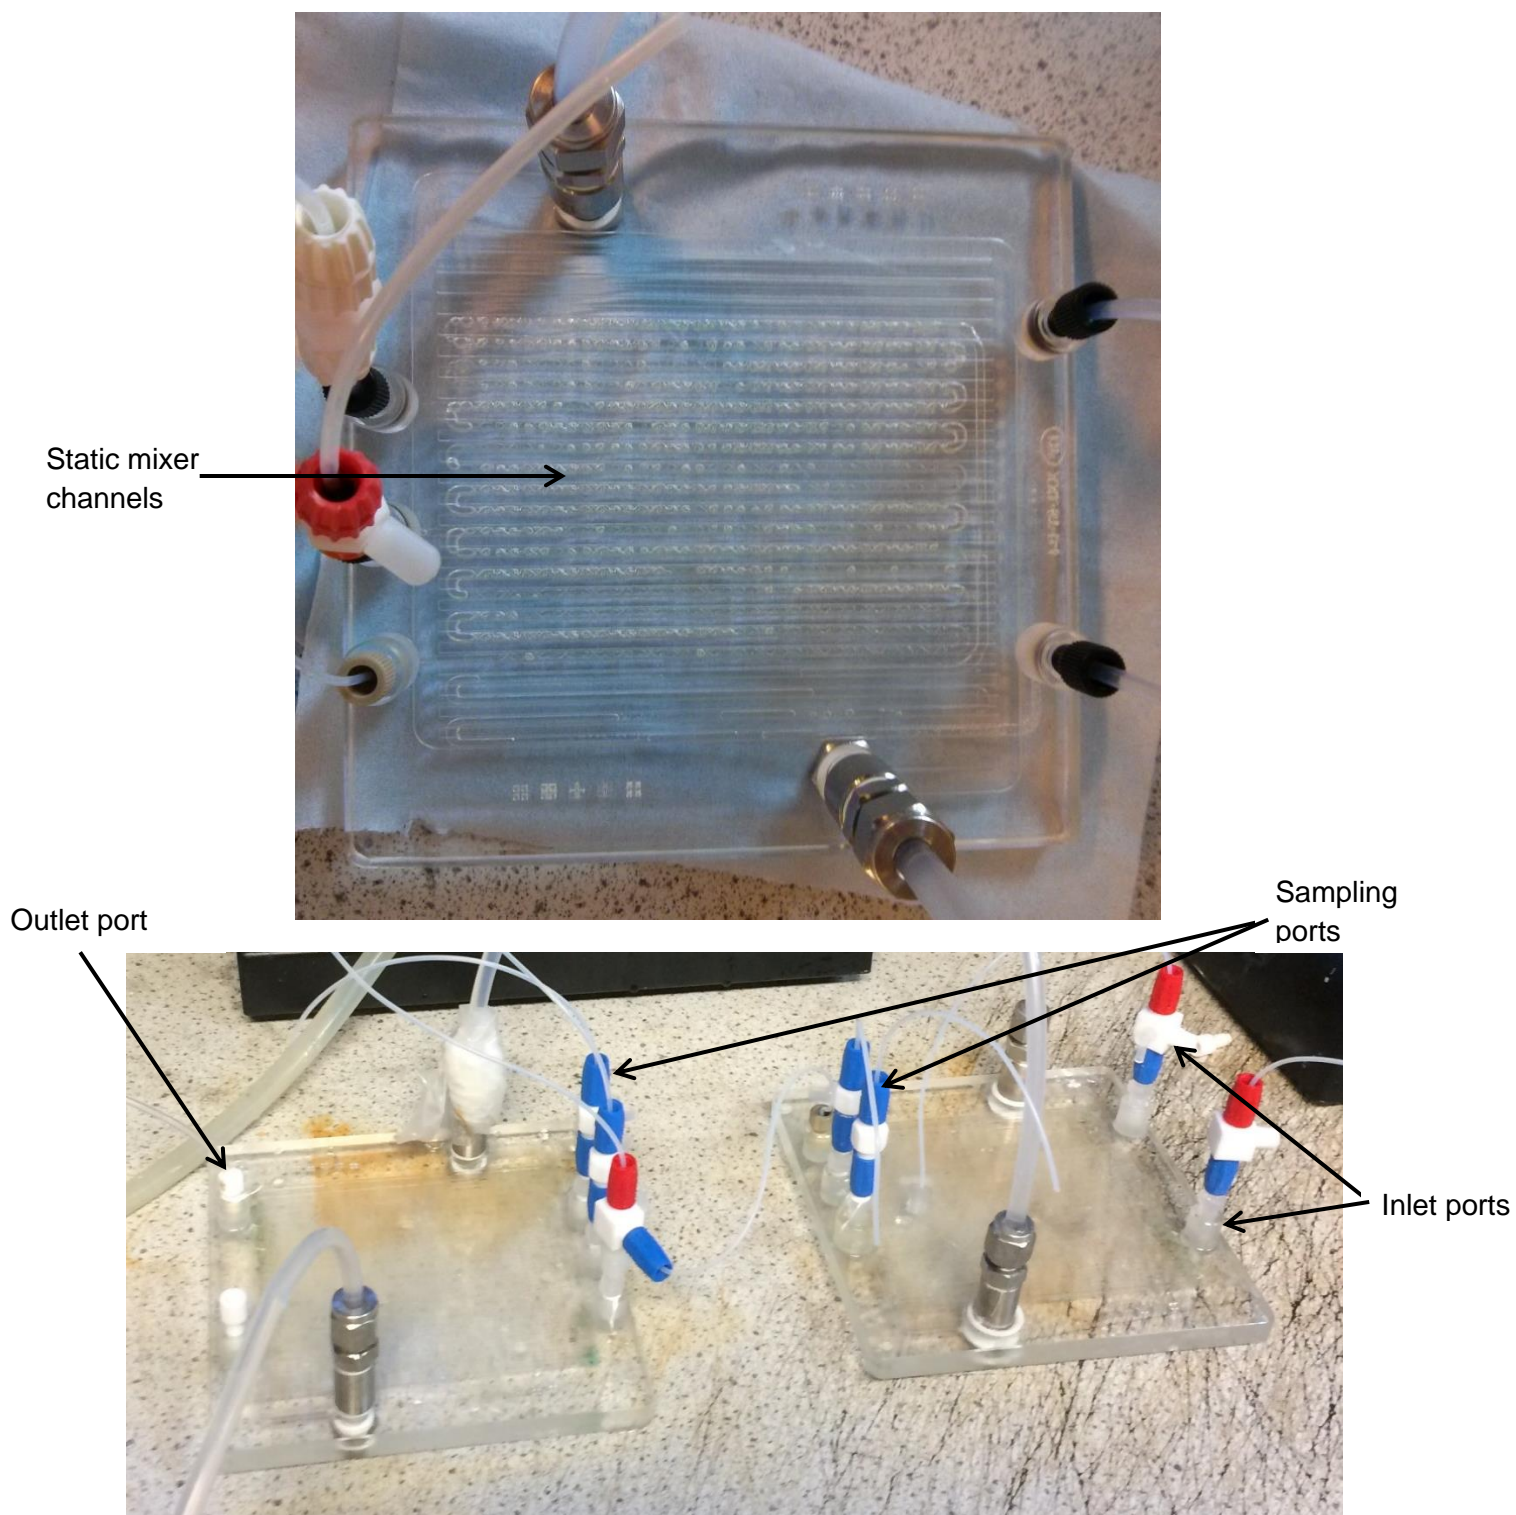 Static mixer
channels
Outlet port
Sampling
ports
Inlet ports